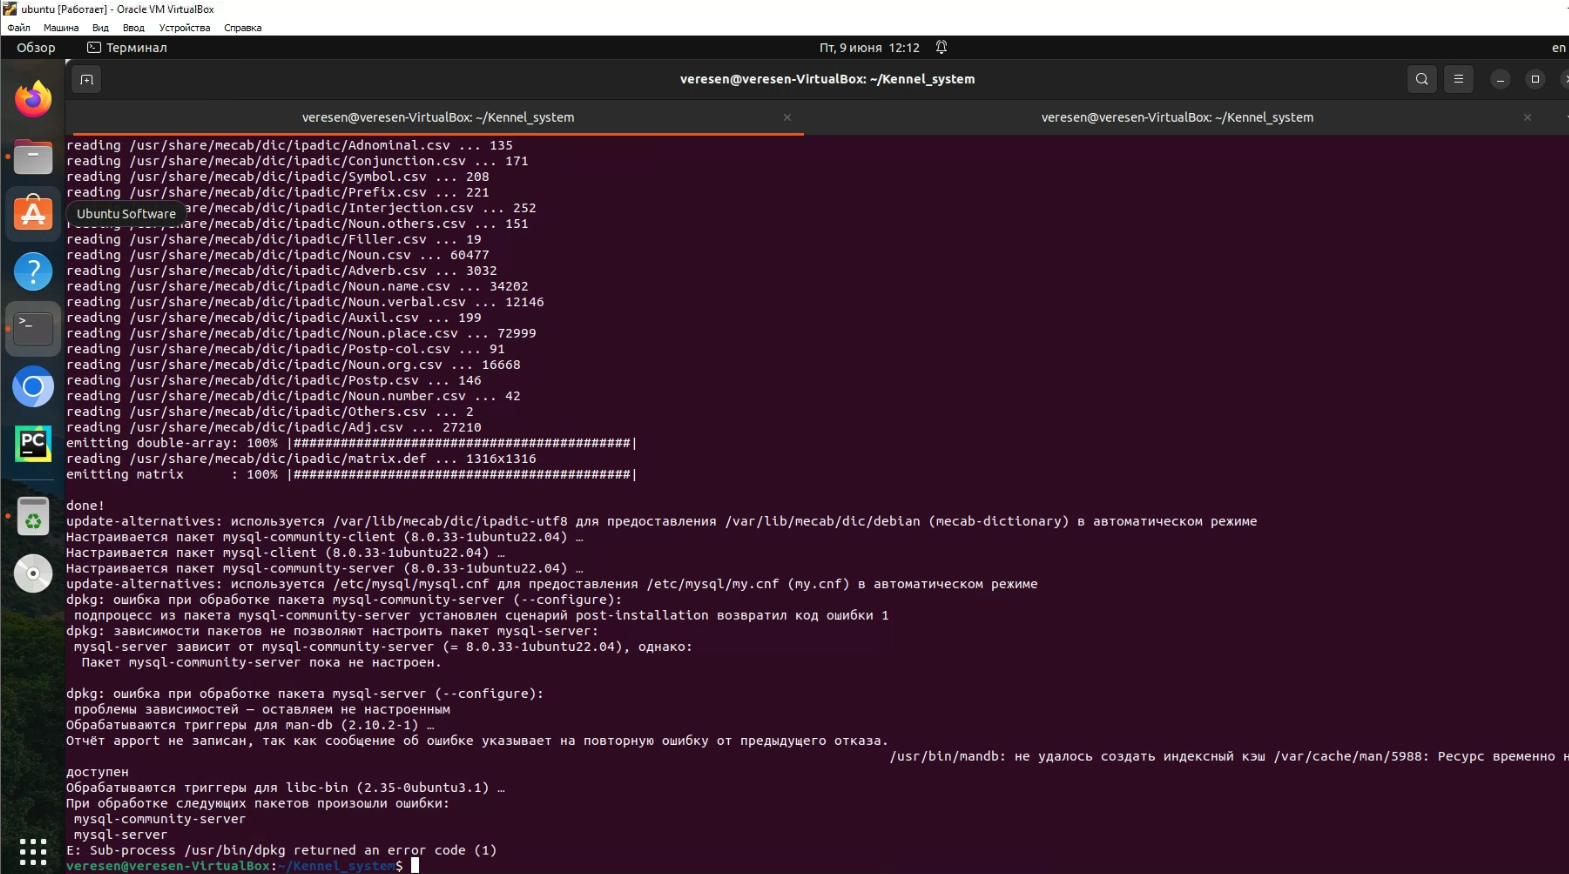 ubuntu [Работает] - Oracle VM VirtualBox
Файл Машина Вид Ввод Устройства Справка
Обзор Терминал Пт, 9 июня 12:12 en
veresen@veresen-VirtualBox: ~/Kennel_system
veresen@veresen-VirtualBox: ~/Kennel_system × veresen@veresen-VirtualBox: ~/Kennel_system ×
reading /usr/share/mecab/dic/ipadic/Adnominal.csv ... 135
reading /usr/share/mecab/dic/ipadic/Conjunction.csv ... 171
reading /usr/share/mecab/dic/ipadic/Symbol.csv ... 208
reading /usr/share/mecab/dic/ipadic/Prefix.csv ... 221
are/mecab/dic/ipadic/Interjection.csv ... 252
Ubuntu Software
reading /usr/share/mecab/dic/ipadic/Noun.others.csv ... 151
reading /usr/share/mecab/dic/ipadic/Filler.csv ... 19
reading /usr/share/mecab/dic/ipadic/Noun.csv ... 60477
reading /usr/share/mecab/dic/ipadic/Adverb.csv ... 3032
reading /usr/share/mecab/dic/ipadic/Noun.name.csv ... 34202
reading /usr/share/mecab/dic/ipadic/Noun.verbal.csv ... 12146
reading /usr/share/mecab/dic/ipadic/Auxil.csv ... 199
reading /usr/share/mecab/dic/ipadic/Noun.place.csv ... 72999
reading /usr/share/mecab/dic/ipadic/Postp-col.csv ... 91
reading /usr/share/mecab/dic/ipadic/Noun.org.csv ... 16668
reading /usr/share/mecab/dic/ipadic/Postp.csv ... 146
reading /usr/share/mecab/dic/ipadic/Noun.number.csv ... 42
reading /usr/share/mecab/dic/ipadic/Others.csv ... 2
reading /usr/share/mecab/dic/ipadic/Adj.csv ... 27210
emitting double-array: 100% |###########################################|
reading /usr/share/mecab/dic/ipadic/matrix.def ... 1316x1316
emitting matrix      : 100% |###########################################|
done!
update-alternatives: используется /var/lib/mecab/dic/ipadic-utf8 для предоставления /var/lib/mecab/dic/debian (mecab-dictionary) в автоматическом режиме
Настраивается пакет mysql-community-client (8.0.33-1ubuntu22.04) …
Настраивается пакет mysql-client (8.0.33-1ubuntu22.04) …
Настраивается пакет mysql-community-server (8.0.33-1ubuntu22.04) …
update-alternatives: используется /etc/mysql/mysql.cnf для предоставления /etc/mysql/my.cnf (my.cnf) в автоматическом режиме
dpkg: ошибка при обработке пакета mysql-community-server (--configure):
подпроцесс из пакета mysql-community-server установлен сценарий post-installation возвратил код ошибки 1
dpkg: зависимости пакетов не позволяют настроить пакет mysql-server:
mysql-server зависит от mysql-community-server (= 8.0.33-1ubuntu22.04), однако:
Пакет mysql-community-server пока не настроен.
dpkg: ошибка при обработке пакета mysql-server (--configure):
проблемы зависимостей — оставляем не настроенным
Обрабатываются триггеры для man-db (2.10.2-1) …
Отчёт apport не записан, так как сообщение об ошибке указывает на повторную ошибку от предыдущего отказа.
/usr/bin/mandb: не удалось создать индексный кэш /var/cache/man/5988: Ресурс временно н
доступен
Обрабатываются триггеры для libc-bin (2.35-0ubuntu3.1) …
При обработке следующих пакетов произошли ошибки:
mysql-community-server
mysql-server
E: Sub-process /usr/bin/dpkg returned an error code (1)
veresen@veresen-VirtualBox:~/Kennel_system$
PC